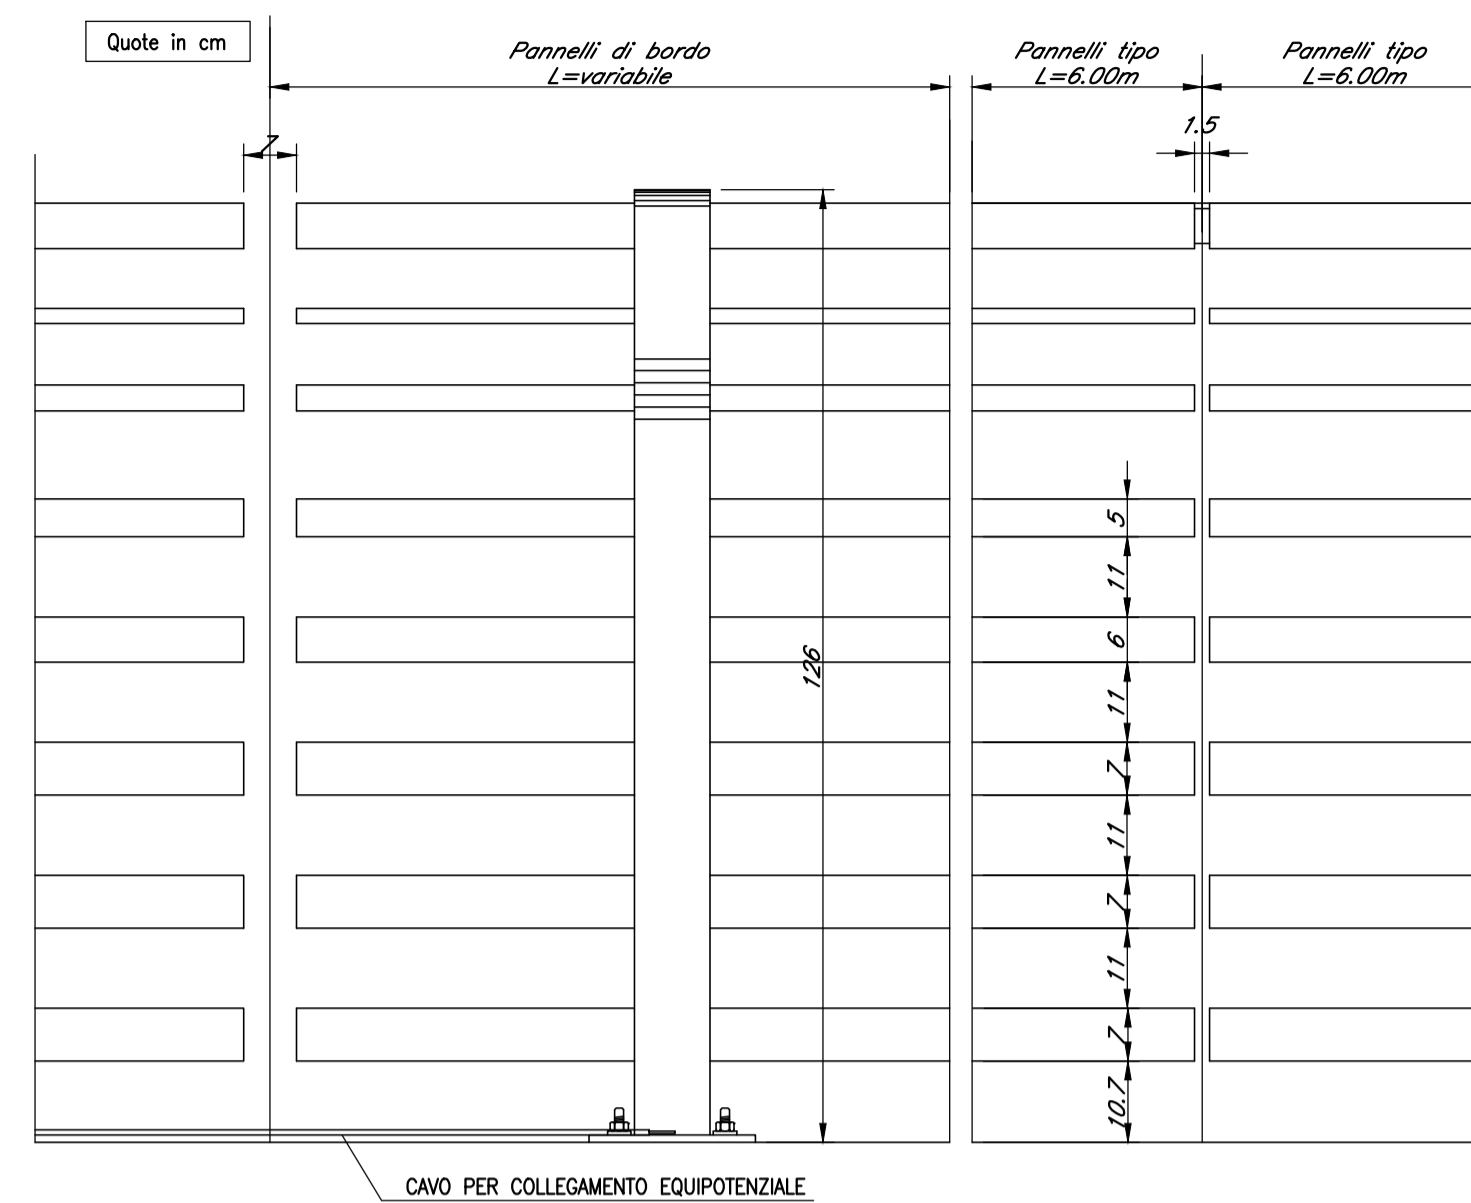 Quote in cm
Pannelli di bordo
L=variabile
Pannelli tipo
L=6.00m
Pannelli tipo
L=6.00m
7
1.5
126
5
11
6
11
7
11
7
11
7
10.7
CAVO PER COLLEGAMENTO EQUIPOTENZIALE